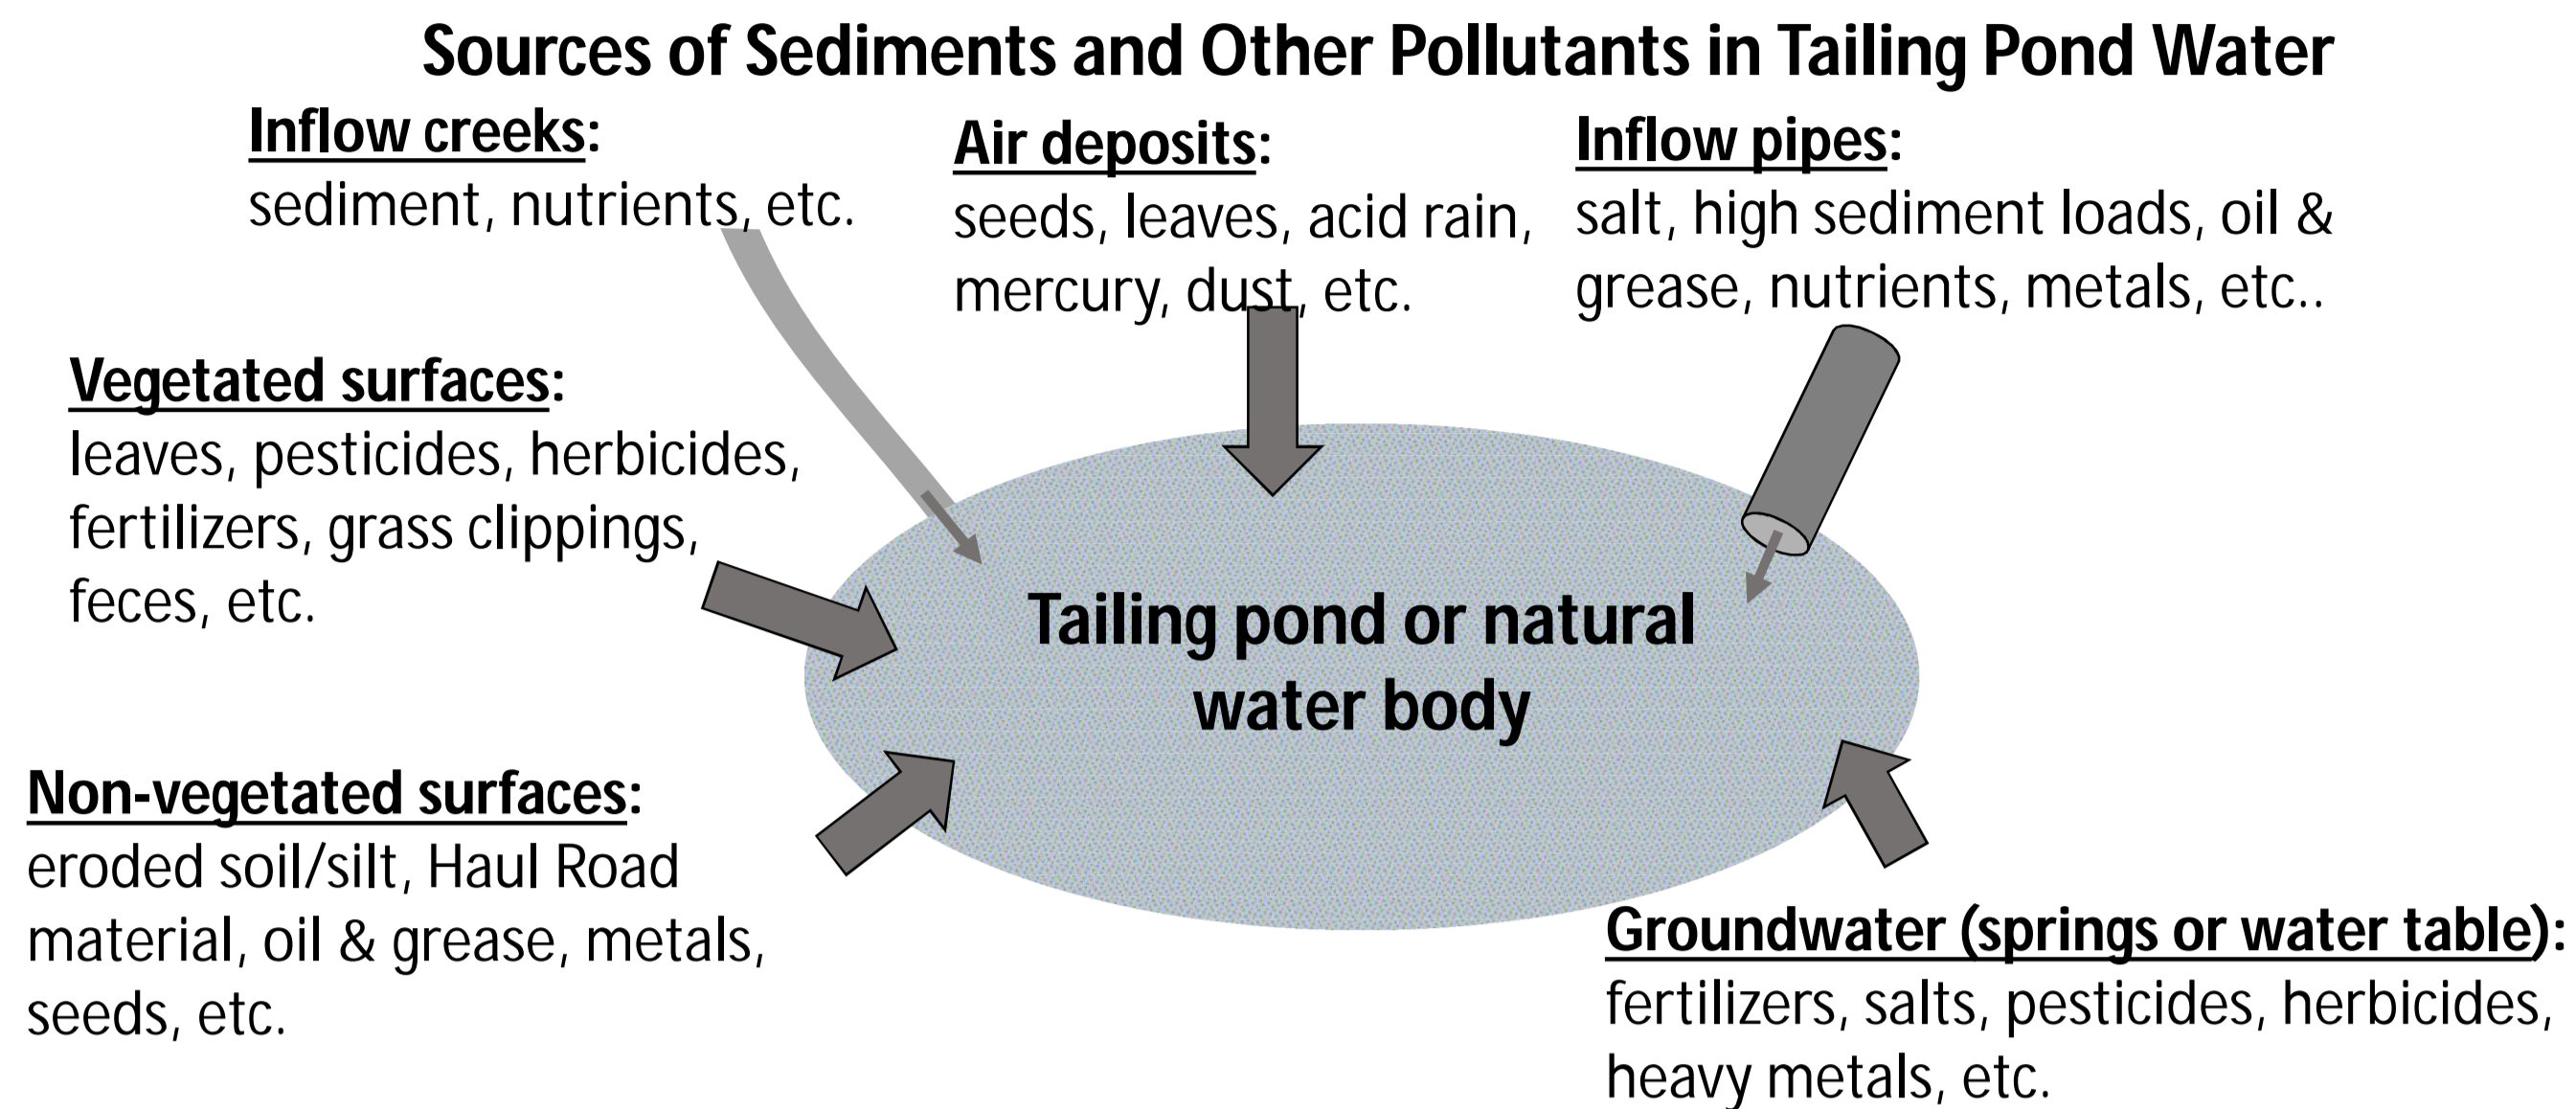 Sources of Sediments and Other Pollutants in Tailing Pond Water
Inflow creeks:
sediment, nutrients, etc.
Air deposits:
seeds, leaves, acid rain,
mercury, dust, etc.
Inflow pipes:
salt, high sediment loads, oil &
grease, nutrients, metals, etc..
Vegetated surfaces:
leaves, pesticides, herbicides,
fertilizers, grass clippings,
feces, etc.
Tailing pond or natural
water body
Non-vegetated surfaces:
eroded soil/silt, Haul Road
material, oil & grease, metals,
seeds, etc.
Groundwater (springs or water table):
fertilizers, salts, pesticides, herbicides,
heavy metals, etc.